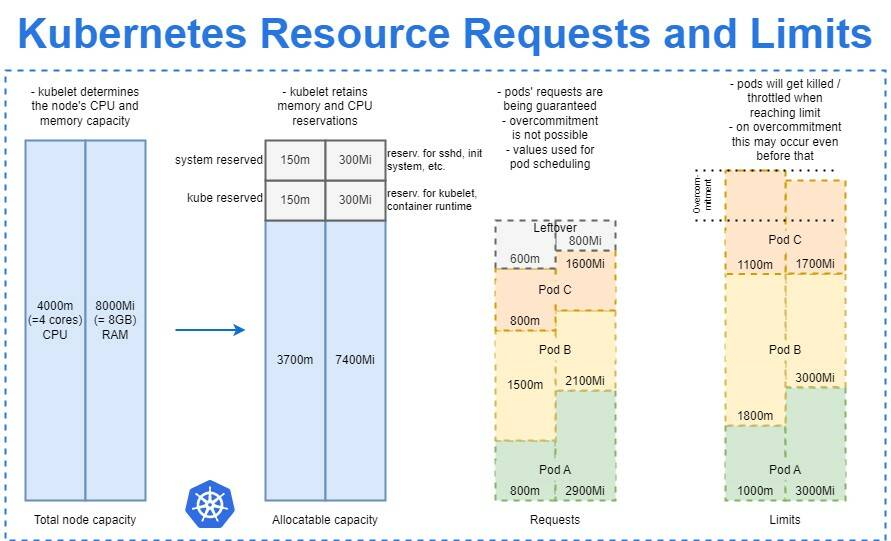 Kubernetes Resource Requests and Limits
- kubelet determines
the node's CPU and
memory capacity
- kubelet retains
memory and CPU
reservations
- pods' requests are
being guaranteed
- overcommitment
is not possible
- values used for
pod scheduling
- pods will get killed /
throttled when
reaching limit
- on overcommitment
this may occur even
before that
system reserved
150m
300Mi
reserv. for sshd, init
system, etc.
kube reserved
150m
300Mi
reserv. for kubelet,
container runtime
4000m
(=4 cores)
CPU
8000Mi
(= 8GB)
RAM
3700m
7400Mi
Leftover
600m
800Mi
1600Mi
Pod C
800m
Pod B
1500m
2100Mi
Pod A
800m
2900Mi
Overcom-
mitment
Pod C
1100m
1700Mi
Pod B
1800m
3000Mi
Pod A
1000m
3000Mi
Total node capacity
Allocatable capacity
Requests
Limits